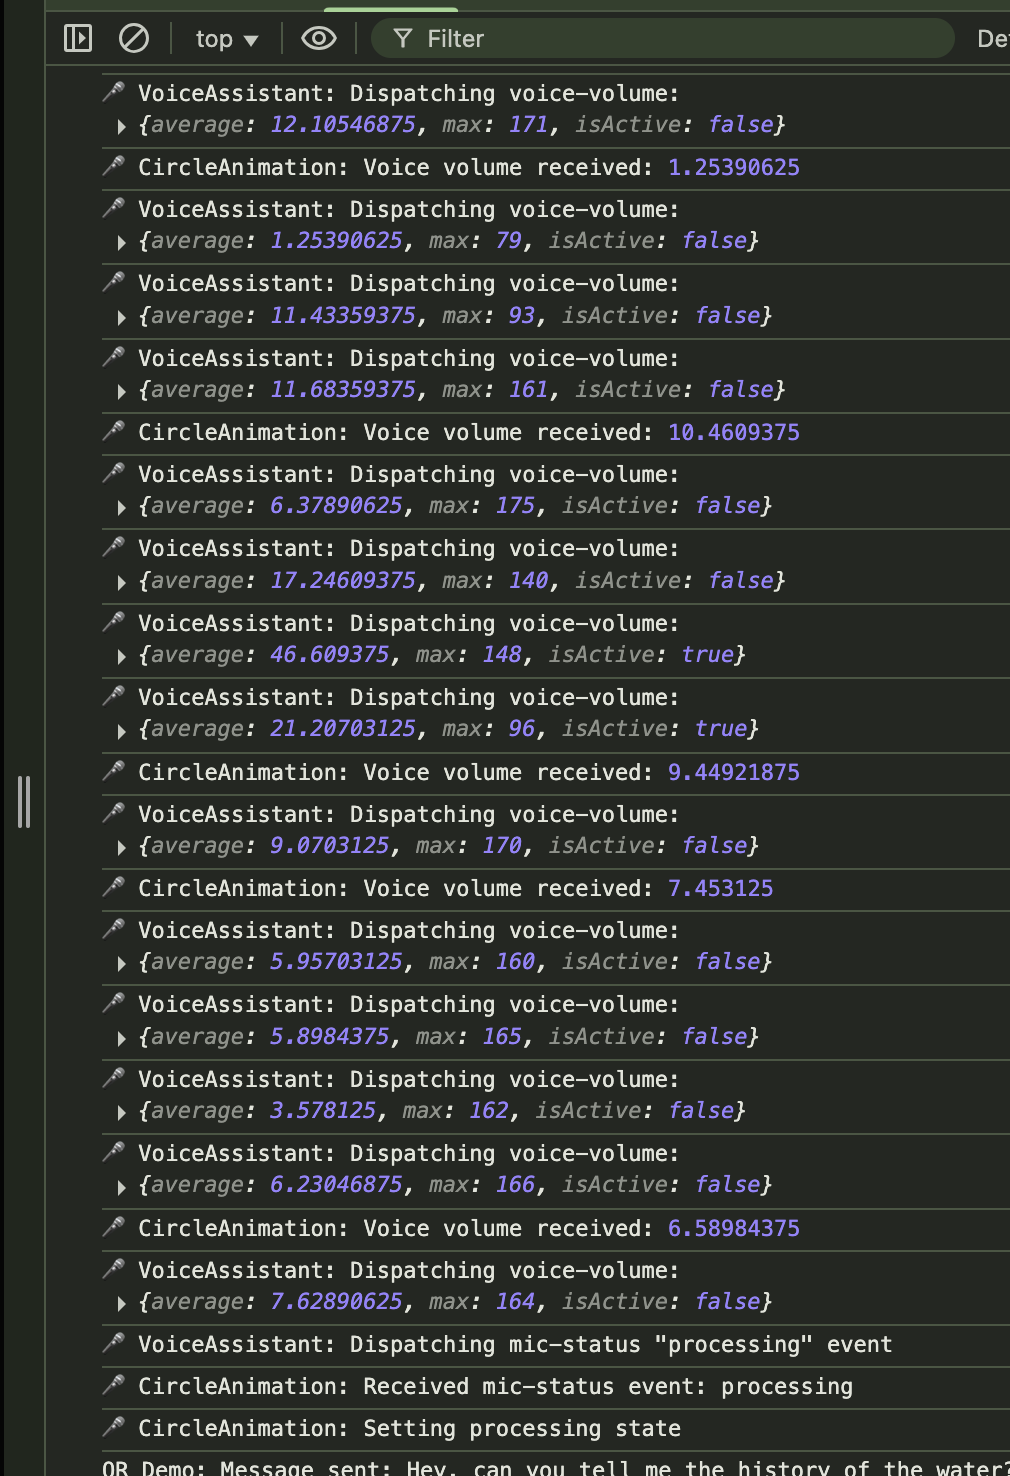 top
Filter
De
VoiceAssistant: Dispatching voice-volume:
{average: 12.10546875, max: 171, isActive: false}
CircleAnimation: Voice volume received: 1.25390625
VoiceAssistant: Dispatching voice-volume:
{average: 1.25390625, max: 79, isActive: false}
VoiceAssistant: Dispatching voice-volume:
{average: 11.43359375, max: 93, isActive: false}
VoiceAssistant: Dispatching voice-volume:
{average: 11.68359375, max: 161, isActive: false}
CircleAnimation: Voice volume received: 10.4609375
VoiceAssistant: Dispatching voice-volume:
{average: 6.37890625, max: 175, isActive: false}
VoiceAssistant: Dispatching voice-volume:
{average: 17.24609375, max: 140, isActive: false}
VoiceAssistant: Dispatching voice-volume:
{average: 46.609375, max: 148, isActive: true}
VoiceAssistant: Dispatching voice-volume:
{average: 21.20703125, max: 96, isActive: true}
CircleAnimation: Voice volume received: 9.44921875
VoiceAssistant: Dispatching voice-volume:
{average: 9.0703125, max: 170, isActive: false}
CircleAnimation: Voice volume received: 7.453125
VoiceAssistant: Dispatching voice-volume:
{average: 5.95703125, max: 160, isActive: false}
VoiceAssistant: Dispatching voice-volume:
{average: 5.8984375, max: 165, isActive: false}
VoiceAssistant: Dispatching voice-volume:
{average: 3.578125, max: 162, isActive: false}
VoiceAssistant: Dispatching voice-volume:
{average: 6.23046875, max: 166, isActive: false}
CircleAnimation: Voice volume received: 6.58984375
VoiceAssistant: Dispatching voice-volume:
{average: 7.62890625, max: 164, isActive: false}
VoiceAssistant: Dispatching mic-status "processing" event
CircleAnimation: Received mic-status event: processing
CircleAnimation: Setting processing state
QR Demo: Message sent: Hey, can you tell me the history of the water?